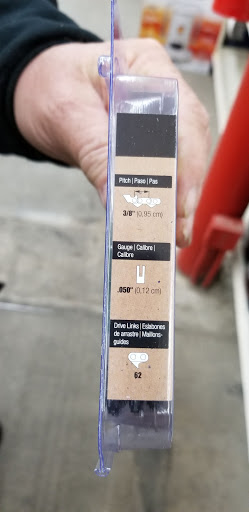 Pitch | Paso | Pas
3/8" (0,95 cm)
Gauge | Calibre |
Calibre
.050" (0,12 cm)
Drive Links | Eslabones
de arrastre | Maillons-
guides
62